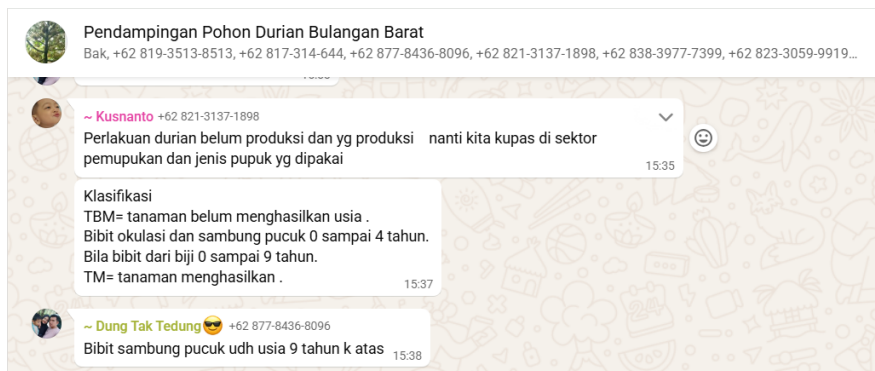 Pendampingan Pohon Durian Bulangan Barat
Bak, +62 819-3513-8513, +62 817-314-644, +62 877-8436-8096, +62 821-3137-1898, +62 838-3977-7399, +62 823-3059-9919...
~ Kusnanto +62 821-3137-1898
Perlakuan durian belum produksi dan yg produksi nanti kita kupas di sektor
pemupukan dan jenis pupuk yg dipakai
15:35
Klasifikasi
TBM= tanaman belum menghasilkan usia .
Bibit okulasi dan sambung pucuk 0 sampai 4 tahun.
Bila bibit dari biji 0 sampai 9 tahun.
TM= tanaman menghasilkan .
15:37
~ Dung Tak Tedung😎 +62 877-8436-8096
Bibit sambung pucuk udh usia 9 tahun k atas 15:38